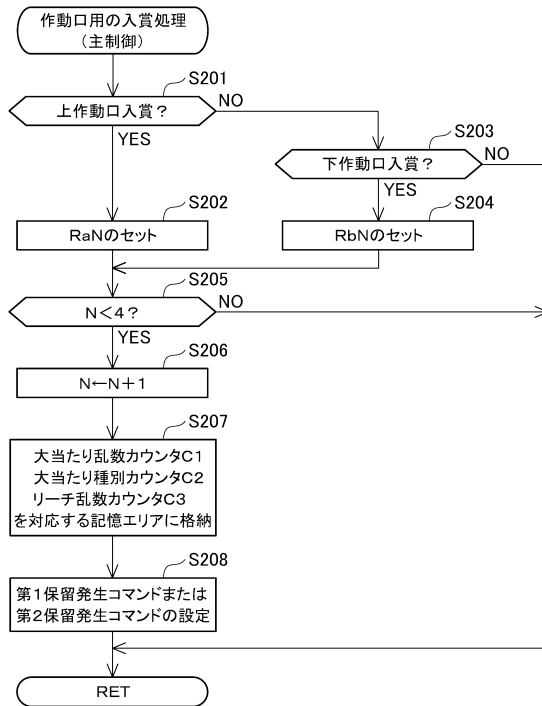 作動口用の入賞処理
（主制御）
S201
上作動口入賞？
NO
YES
S203
下作動口入賞？
NO
YES
S202
RaNのセット
S204
RbNのセット
S205
N＜4？
NO
YES
S206
N←N＋1
S207
大当たり乱数カウンタC1
大当たり種別カウンタC2
リーチ乱数カウンタC3
を対応する記憶エリアに格納
S208
第1保留発生コマンドまたは
第2保留発生コマンドの設定
RET